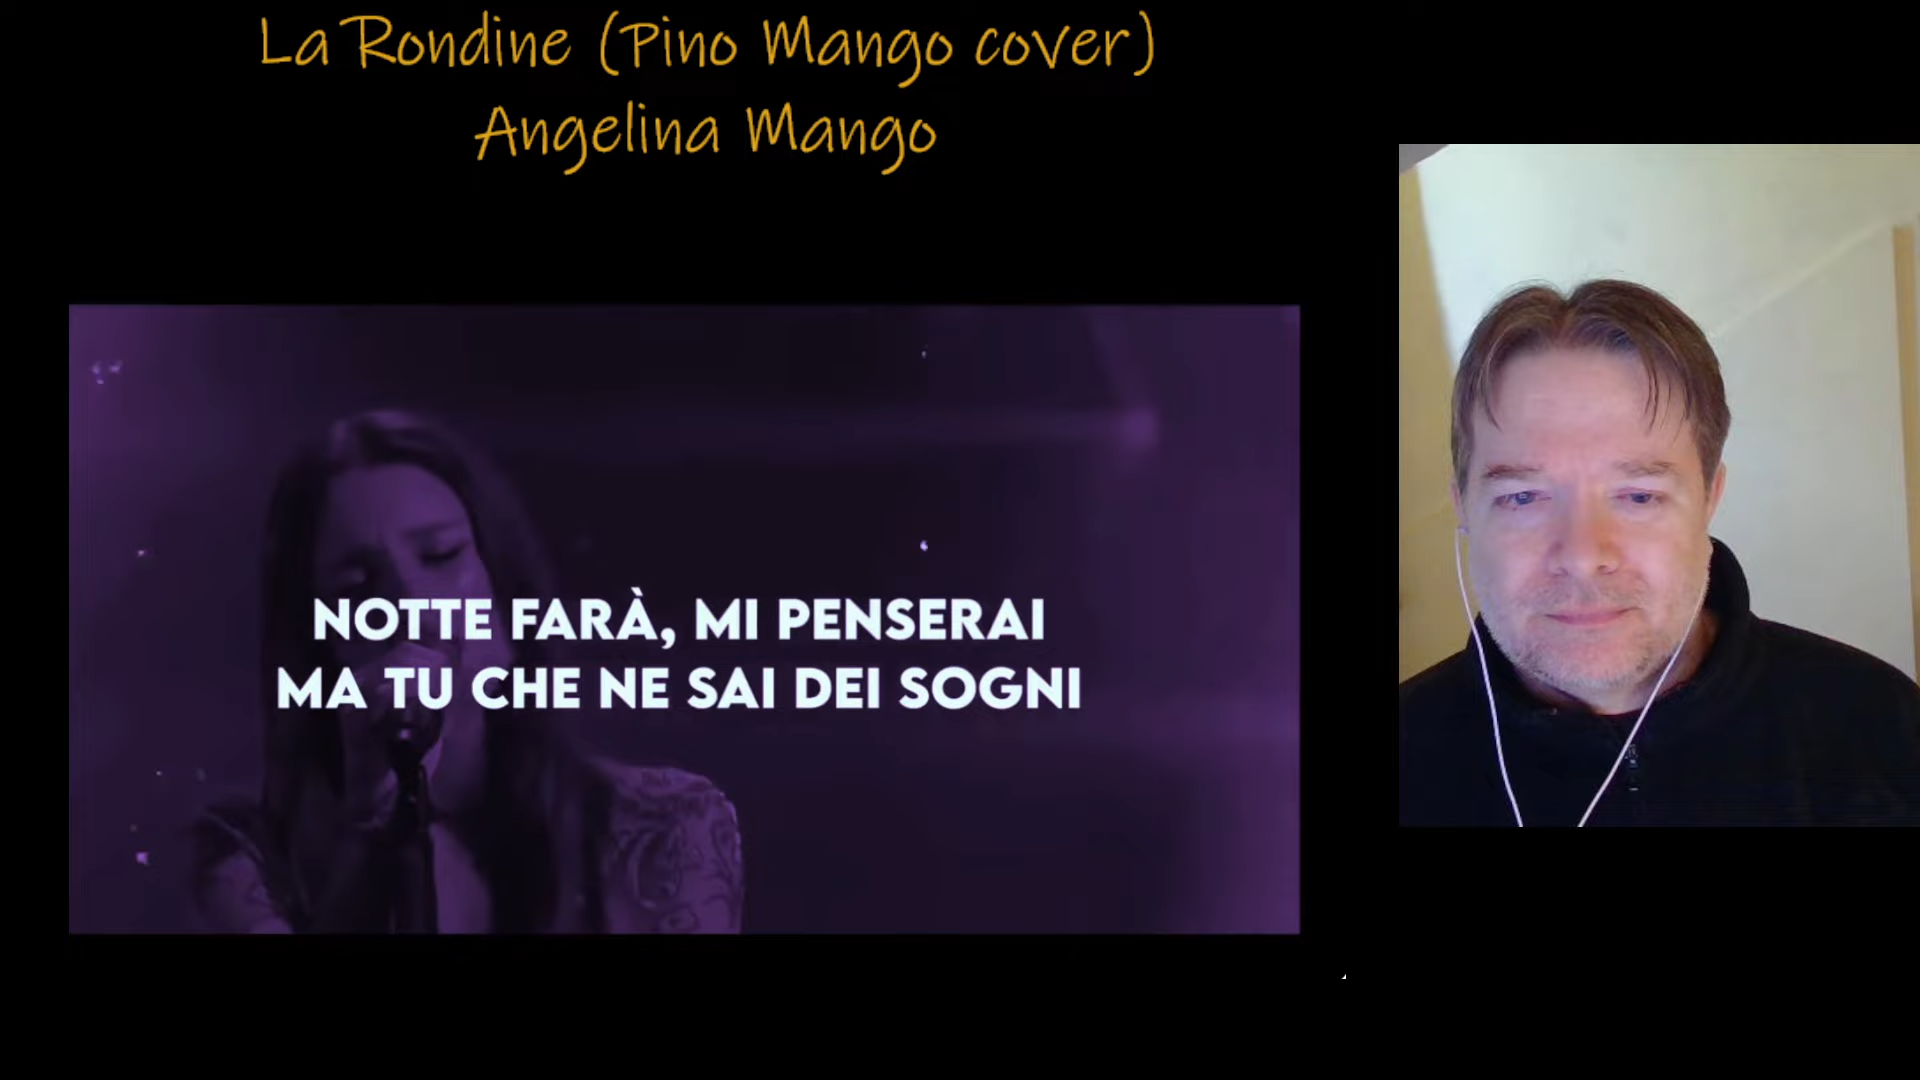 La Rondine (Pino Mango cover)
Angelina Mango
NOTTE FARÀ, MI PENSERAI
MA TU CHE NE SAI DEI SOGNI